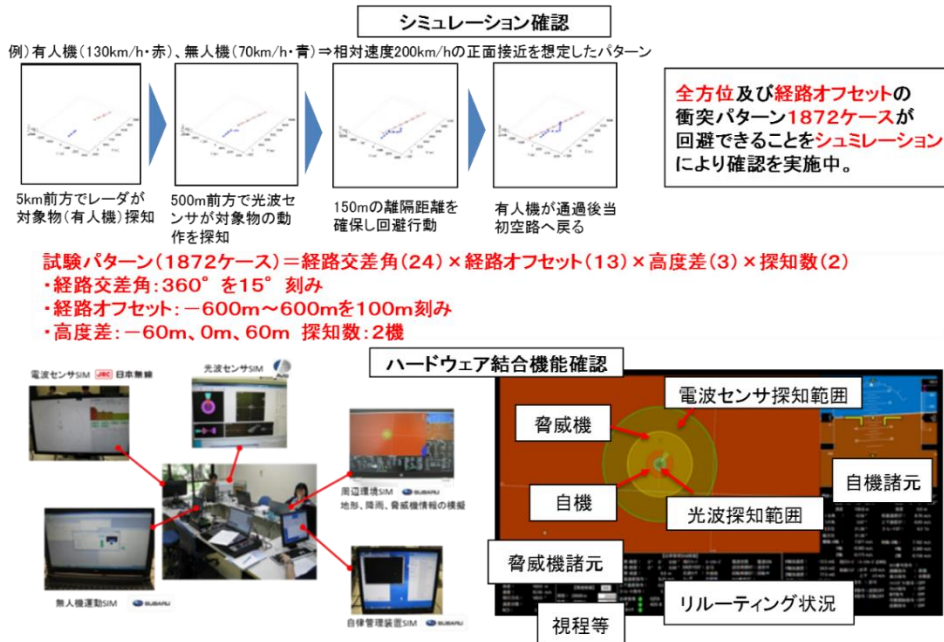 シミュレーション確認
例)有人機(130km/h・赤)、無人機(70km/h・青)⇒相対速度200km/hの正面接近を想定したパターン
5km前方でレーダが
対象物(有人機)探知
500m前方で光波セ
ンサが対象物の動
作を探知
150mの離隔距離を
確保し回避行動
有人機が通過後当
初空路へ戻る
全方位及び経路オフセットの
衝突パターン1872ケースが
回避できることをシュミレーション
により確認を実施中。
試験パターン(1872ケース)=経路交差角(24)×経路オフセット(13)×高度差(3)×探知数(2)
・経路交差角:360°を15°刻み
・経路オフセット:-600m~600mを100m刻み
・高度差:-60m、0m、60m 探知数:2機
ハードウェア結合機能確認
電波センサSIM JRC 日本無線
光波センサSIM
周辺環境SIM SUBARU
地形、降雨、脅威機情報の模擬
無人機運動SIM SUBARU
自律管理装置SIM SUBARU
電波センサ探知範囲
脅威機
自機
光波探知範囲
自機諸元
脅威機諸元
リルーティング状況
視程等